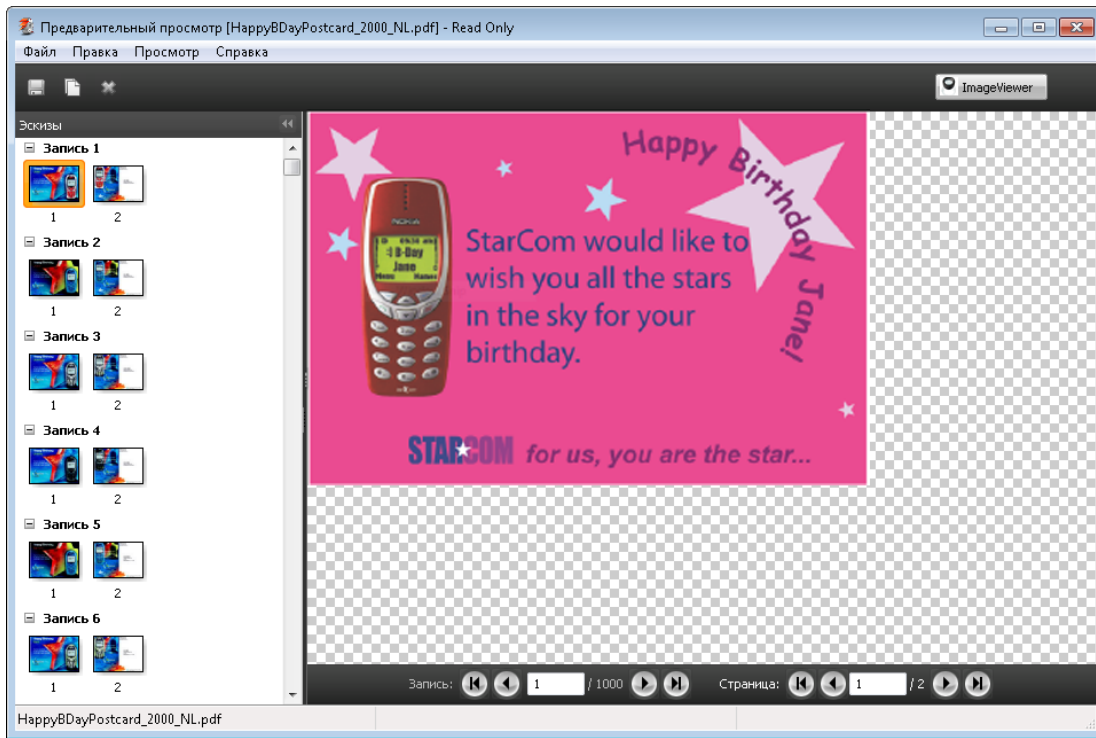 Предварительный просмотр [HappyBDayPostcard_2000_NL.pdf] - Read Only
Файл Правка Просмотр Справка
ImageViewer
Эскизы
Запись 1
1 2
Запись 2
1 2
Запись 3
1 2
Запись 4
1 2
Запись 5
1 2
Запись 6
1 2
Happy Birthday Jane!
NOKIA
B-Day
Jane
Menu Names
StarCom would like to
wish you all the stars
in the sky for your
birthday.
STARCOM for us, you are the star...
Запись: 1 / 1000 Страница: 1 / 2
HappyBDayPostcard_2000_NL.pdf